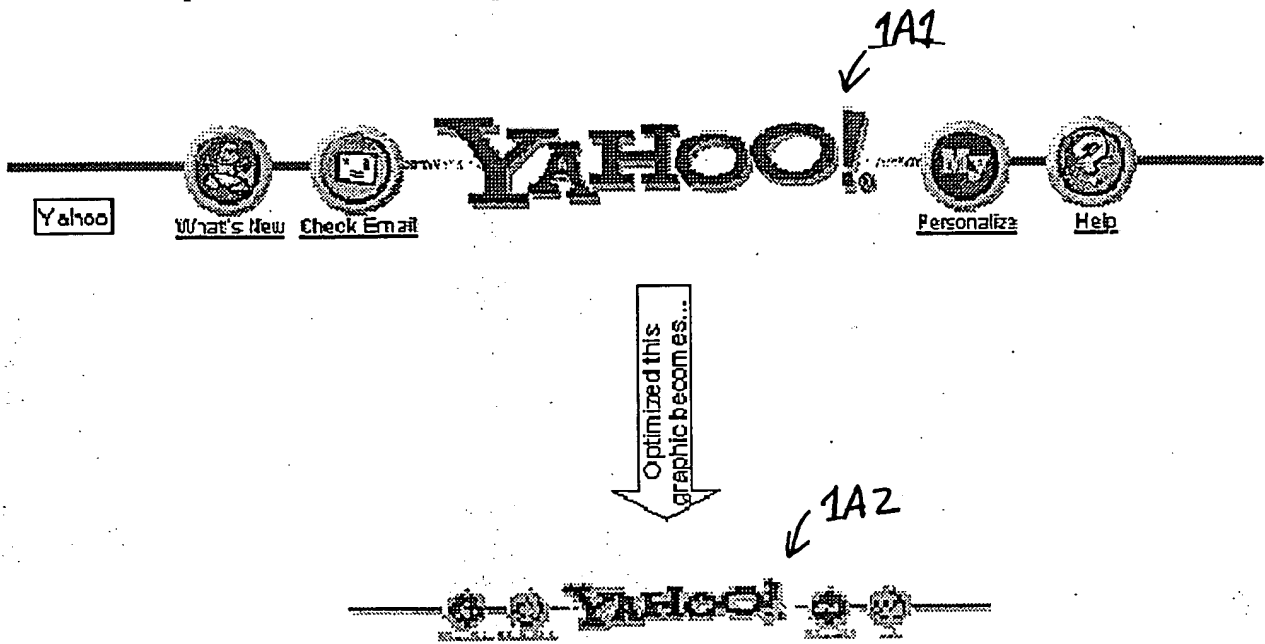 1A1
YAHOO!
Yahoo
What's New Check Email Personalize Help
Optimized this
graphic becomes...
1A2
YAHOO!